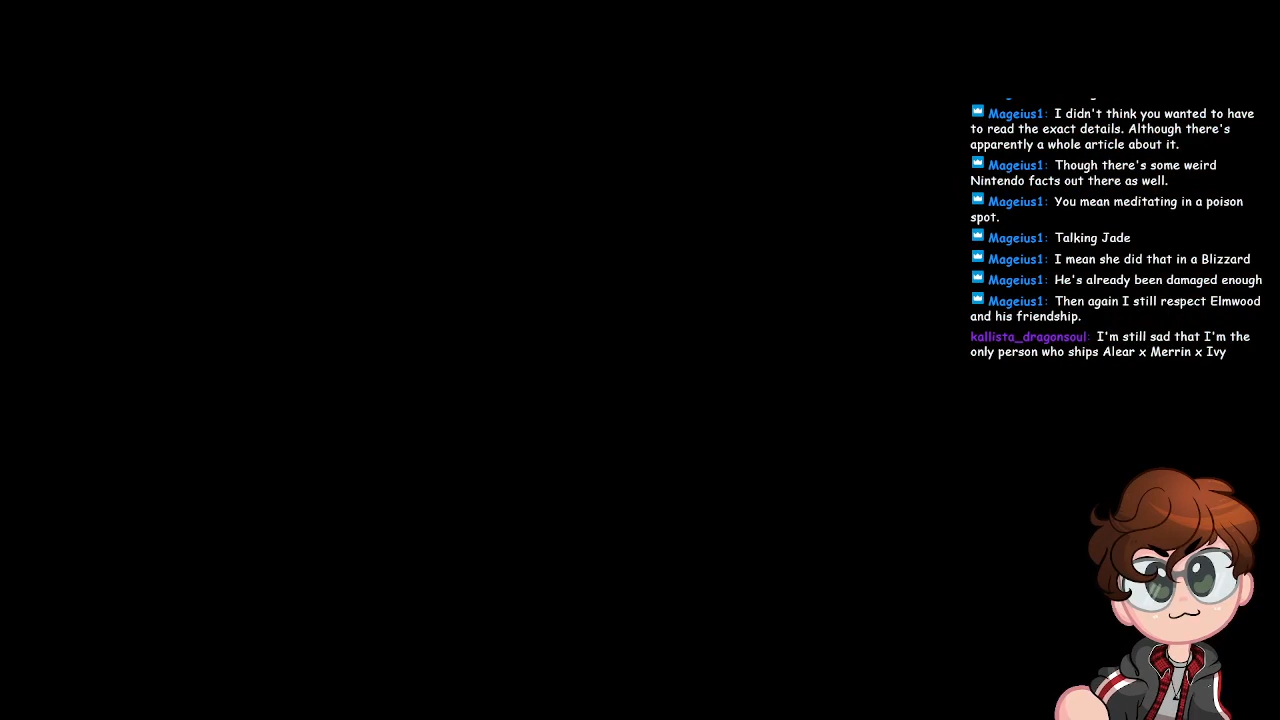 Mageius1: I didn't think you wanted to have
to read the exact details. Although there's
apparently a whole article about it.
Mageius1: Though there's some weird
Nintendo facts out there as well.
Mageius1: You mean meditating in a poison
spot.
Mageius1: Talking Jade
Mageius1: I mean she did that in a Blizzard
Mageius1: He's already been damaged enough
Mageius1: Then again I still respect Elmwood
and his friendship.
kallista_dragonsoul: I'm still sad that I'm the
only person who ships Alear x Merrin x Ivy